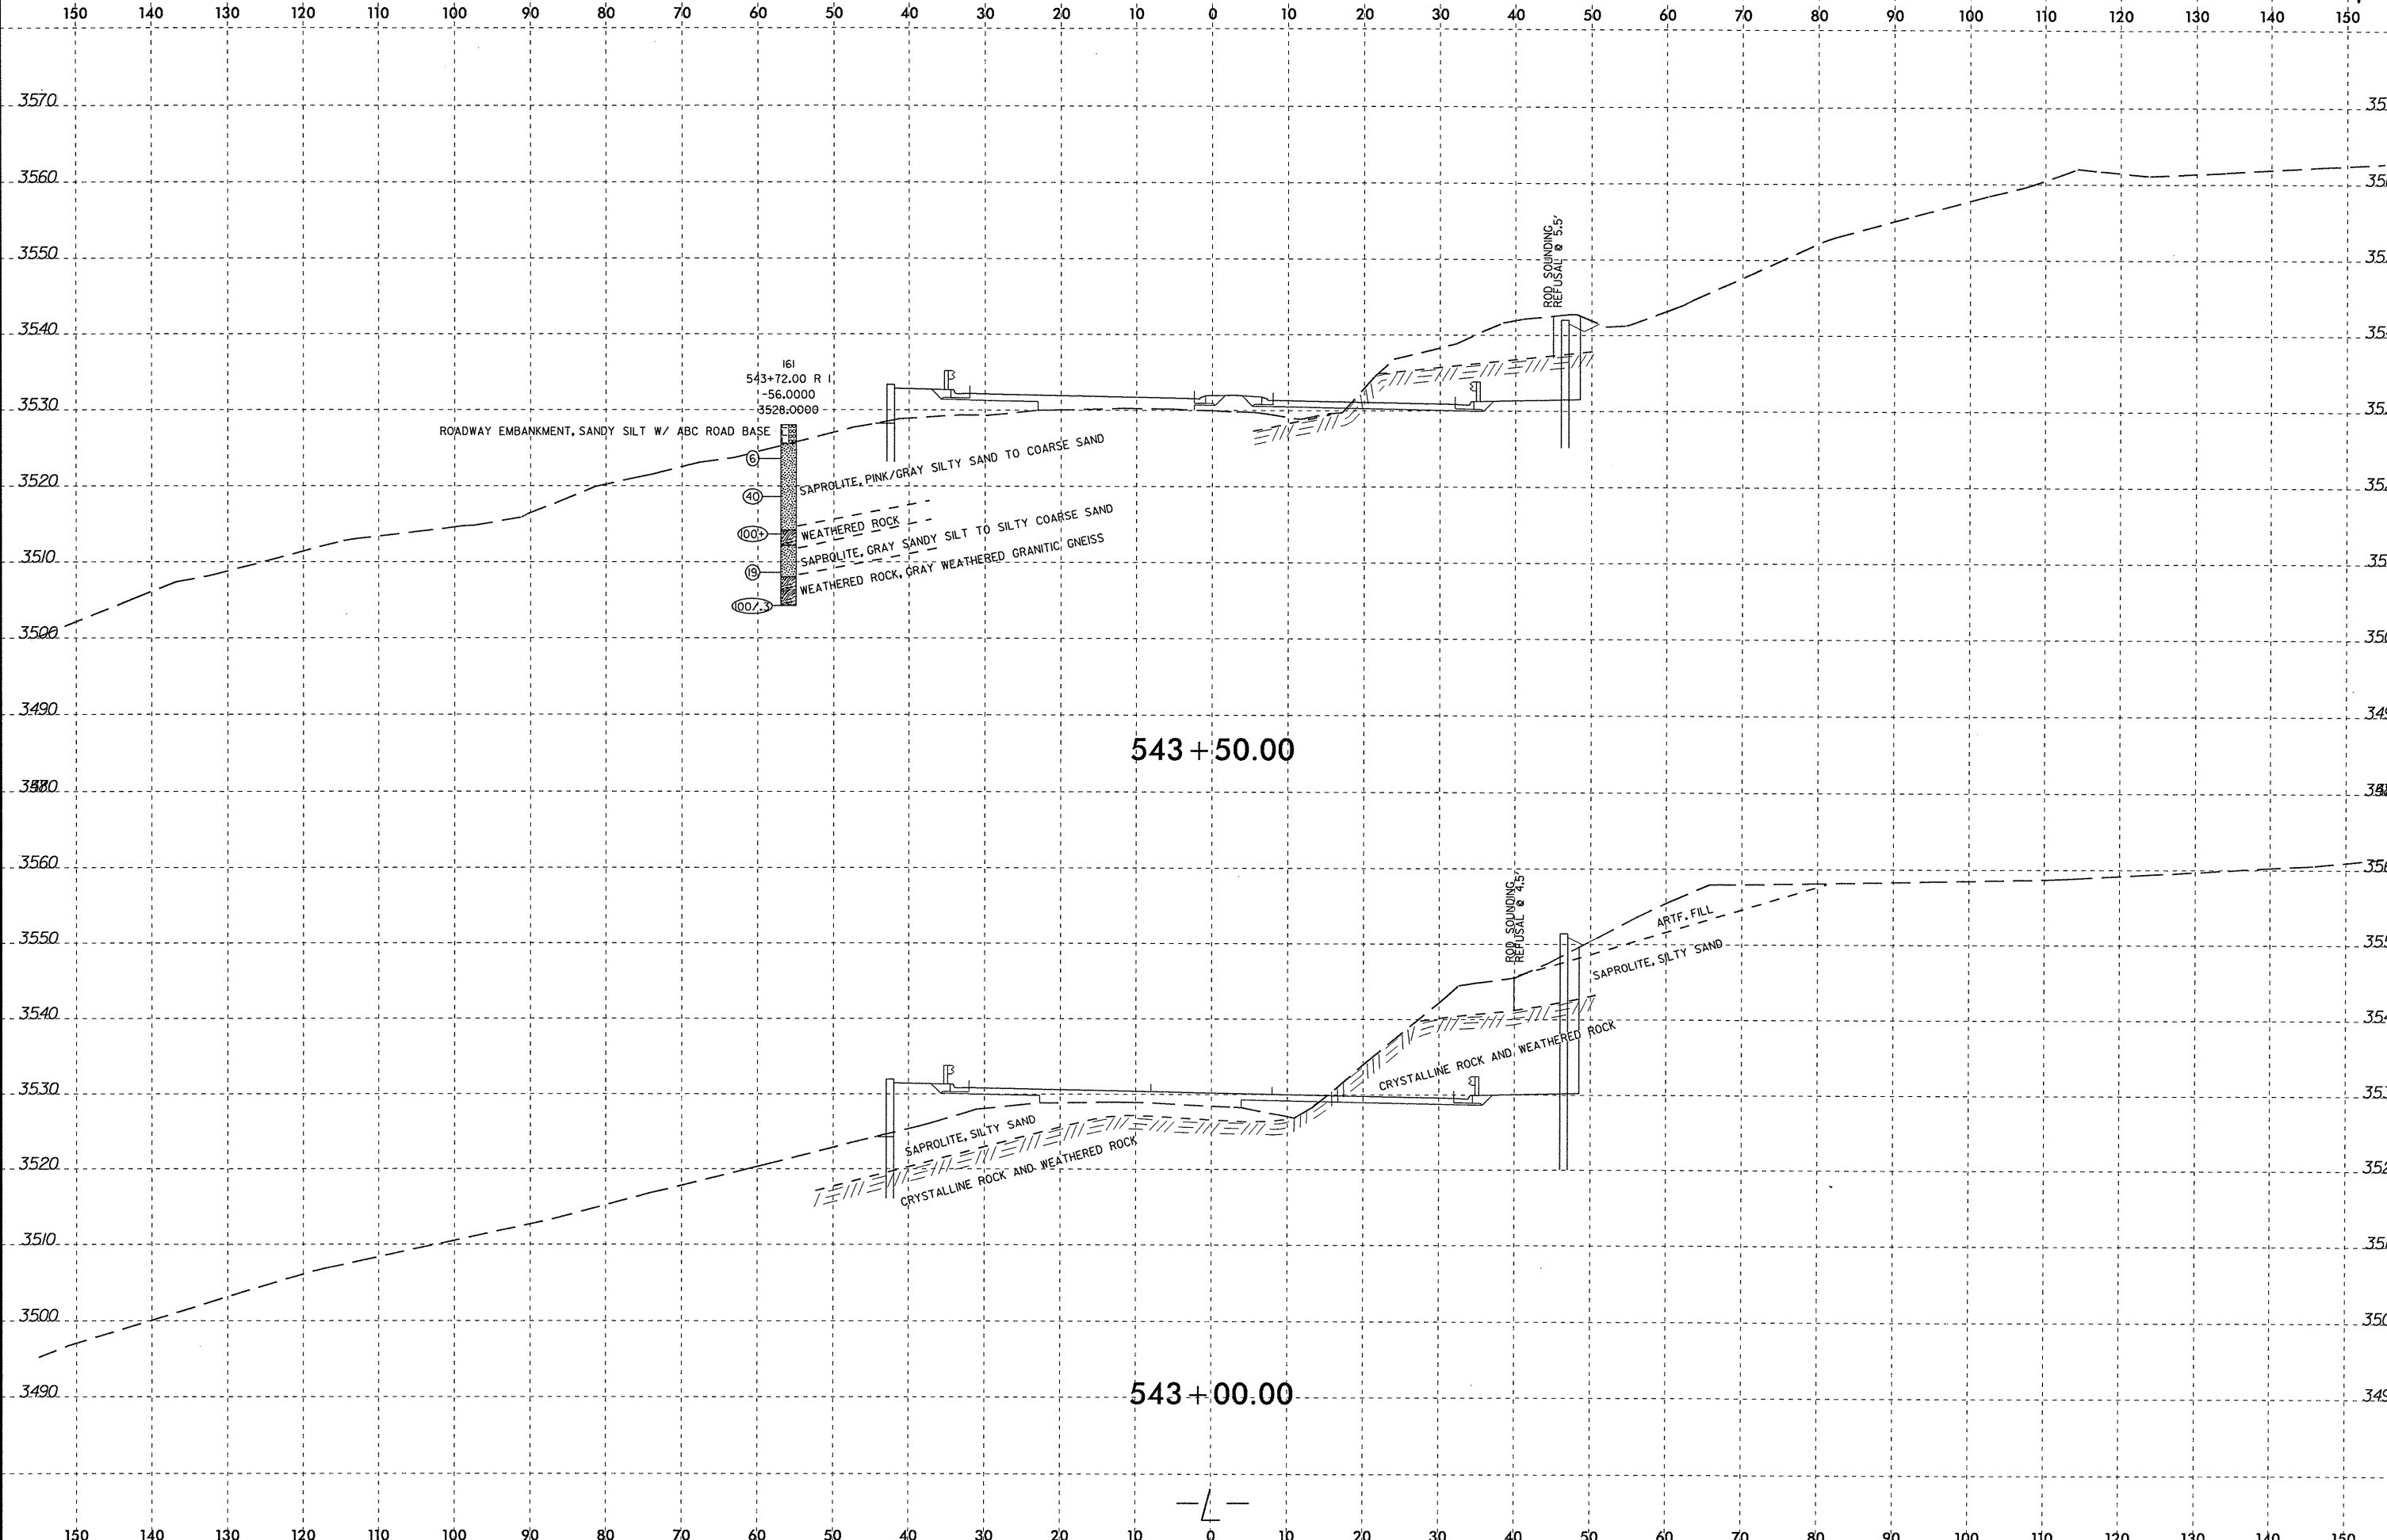 150 140 130 120 110 100 90 80 70 60 50 40 30 20 10 0 10 20 30 40 50 60 70 80 90 100 110 120 130 140 150
3570
3560
3550
ROD SOUNDING
REFUSAL @ 5.5'
3540
161
543+72.00 R 1
-56.0000
3528.0000
3530
ROADWAY EMBANKMENT, SANDY SILT W/ ABC ROAD BASE
6
SAPROLITE, PINK/GRAY SILTY SAND TO COARSE SAND
3520
40
100+
WEATHERED ROCK
SAPROLITE, GRAY SANDY SILT TO SILTY COARSE SAND
3510
19
WEATHERED ROCK, GRAY WEATHERED GRANITIC GNEISS
100/.3
3500
3490
543+50.00
3560
ROD SOUNDING
REFUSAL @ 4.5'
ARTF. FILL
3550
SAPROLITE, SILTY SAND
3540
CRYSTALLINE ROCK AND WEATHERED ROCK
3530
SAPROLITE, SILTY SAND
3520
CRYSTALLINE ROCK AND WEATHERED ROCK
3510
3500
3490
543+00.00
-L-
150 140 130 120 110 100 90 80 70 60 50 40 30 20 10 0 10 20 30 40 50 60 70 80 90 100 110 120 130 140 150